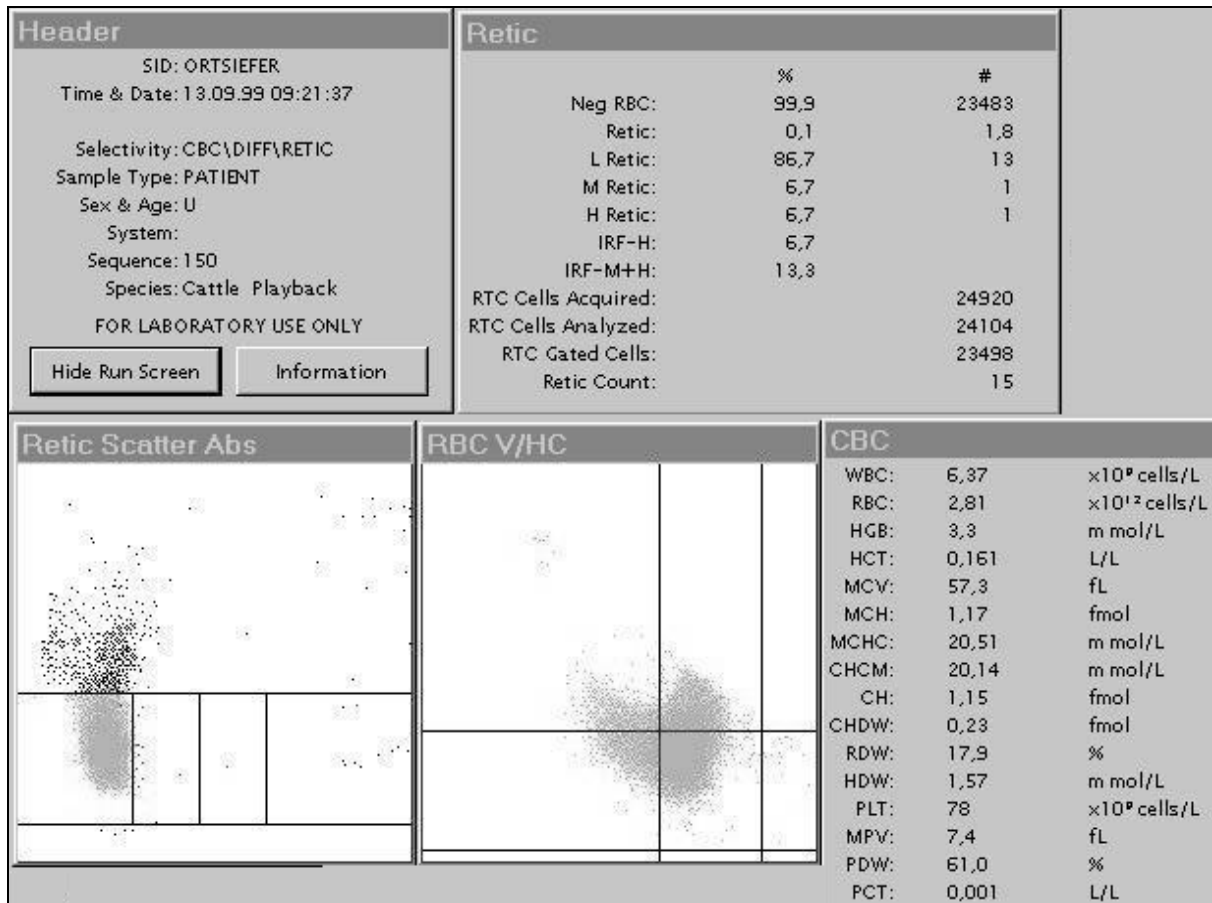 Header
SID: ORTSIEFER
Time & Date: 13.09.99 09:21:37
Selectivity: CBC\DIFF\RETIC
Sample Type: PATIENT
Sex & Age: U
System:
Sequence: 150
Species: Cattle Playback
FOR LABORATORY USE ONLY
Hide Run Screen
Information
Retic
% #
Neg RBC: 99,9 23483
Retic: 0,1 1,8
L Retic: 86,7 13
M Retic: 6,7 1
H Retic: 6,7 1
IRF-H: 6,7
IRF-M+H: 13,3
RTC Cells Acquired: 24920
RTC Cells Analyzed: 24104
RTC Gated Cells: 23498
Retic Count: 15
Retic Scatter Abs
RBC V/HC
CBC
WBC: 6,37 x10⁹ cells/L
RBC: 2,81 x10¹² cells/L
HGB: 3,3 m mol/L
HCT: 0,161 L/L
MCV: 57,3 fL
MCH: 1,17 fmol
MCHC: 20,51 m mol/L
CHCM: 20,14 m mol/L
CH: 1,15 fmol
CHDW: 0,23 fmol
RDW: 17,9 %
HDW: 1,57 m mol/L
PLT: 78 x10⁹ cells/L
MPV: 7,4 fL
PDW: 61,0 %
PCT: 0,001 L/L